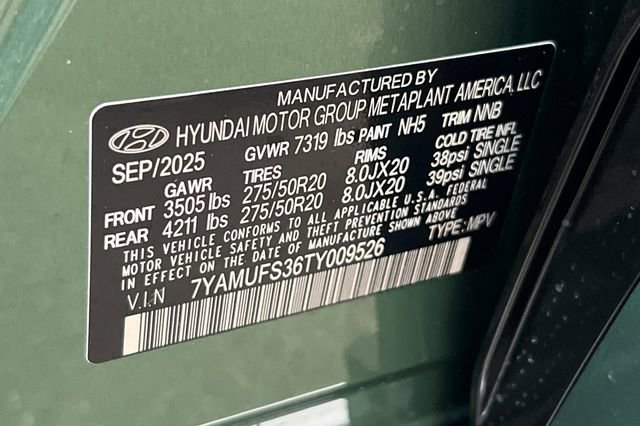 MANUFACTURED BY
HYUNDAI MOTOR GROUP METAPLANT AMERICA, LLC
SEP/2025 GVWR 7319 lbs PAINT NH5 TRIM NNB
GAWR TIRES RIMS COLD TIRE INFL
FRONT 3505 lbs 275/50R20 8.0JX20 38psi SINGLE
REAR 4211 lbs 275/50R20 8.0JX20 39psi SINGLE
THIS VEHICLE CONFORMS TO ALL APPLICABLE U.S.A. FEDERAL
MOTOR VEHICLE SAFETY AND THEFT PREVENTION STANDARDS
IN EFFECT ON THE DATE OF MANUFACTURE SHOWN ABOVE
V.I.N 7YAMUFS36TY009526 TYPE:MPV